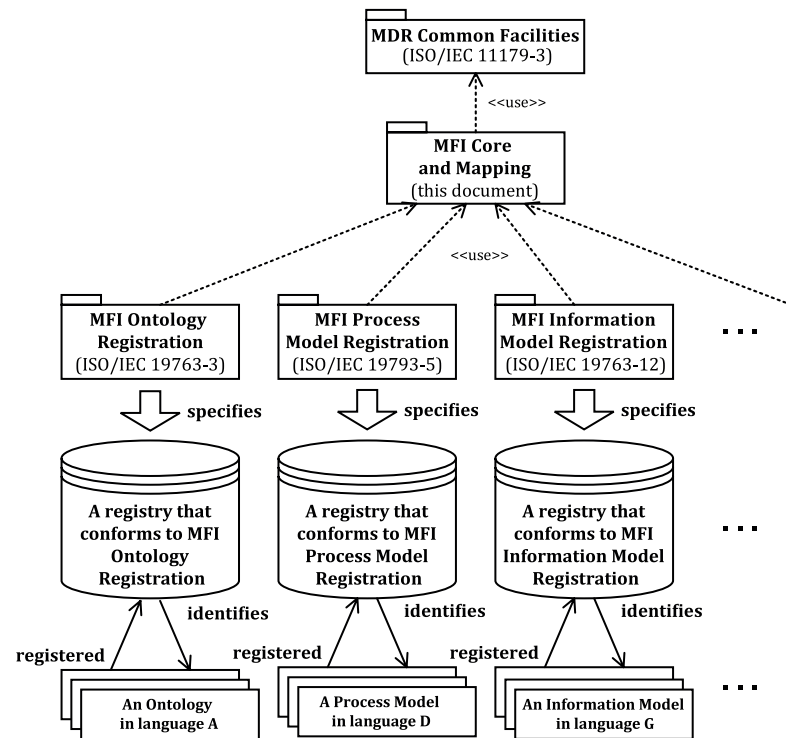 MDR Common Facilities
(ISO/IEC 11179-3)
<<use>>
MFI Core
and Mapping
(this document)
<<use>>
MFI Ontology
Registration
(ISO/IEC 19763-3)
MFI Process
Model Registration
(ISO/IEC 19793-5)
MFI Information
Model Registration
(ISO/IEC 19763-12)
...
specifies
specifies
specifies
A registry that
conforms to MFI
Ontology
Registration
A registry that
conforms to MFI
Process Model
Registration
A registry that
conforms to MFI
Information Model
Registration
...
identifies
identifies
identifies
registered
registered
registered
An Ontology
in language A
A Process Model
in language D
An Information Model
in language G
...